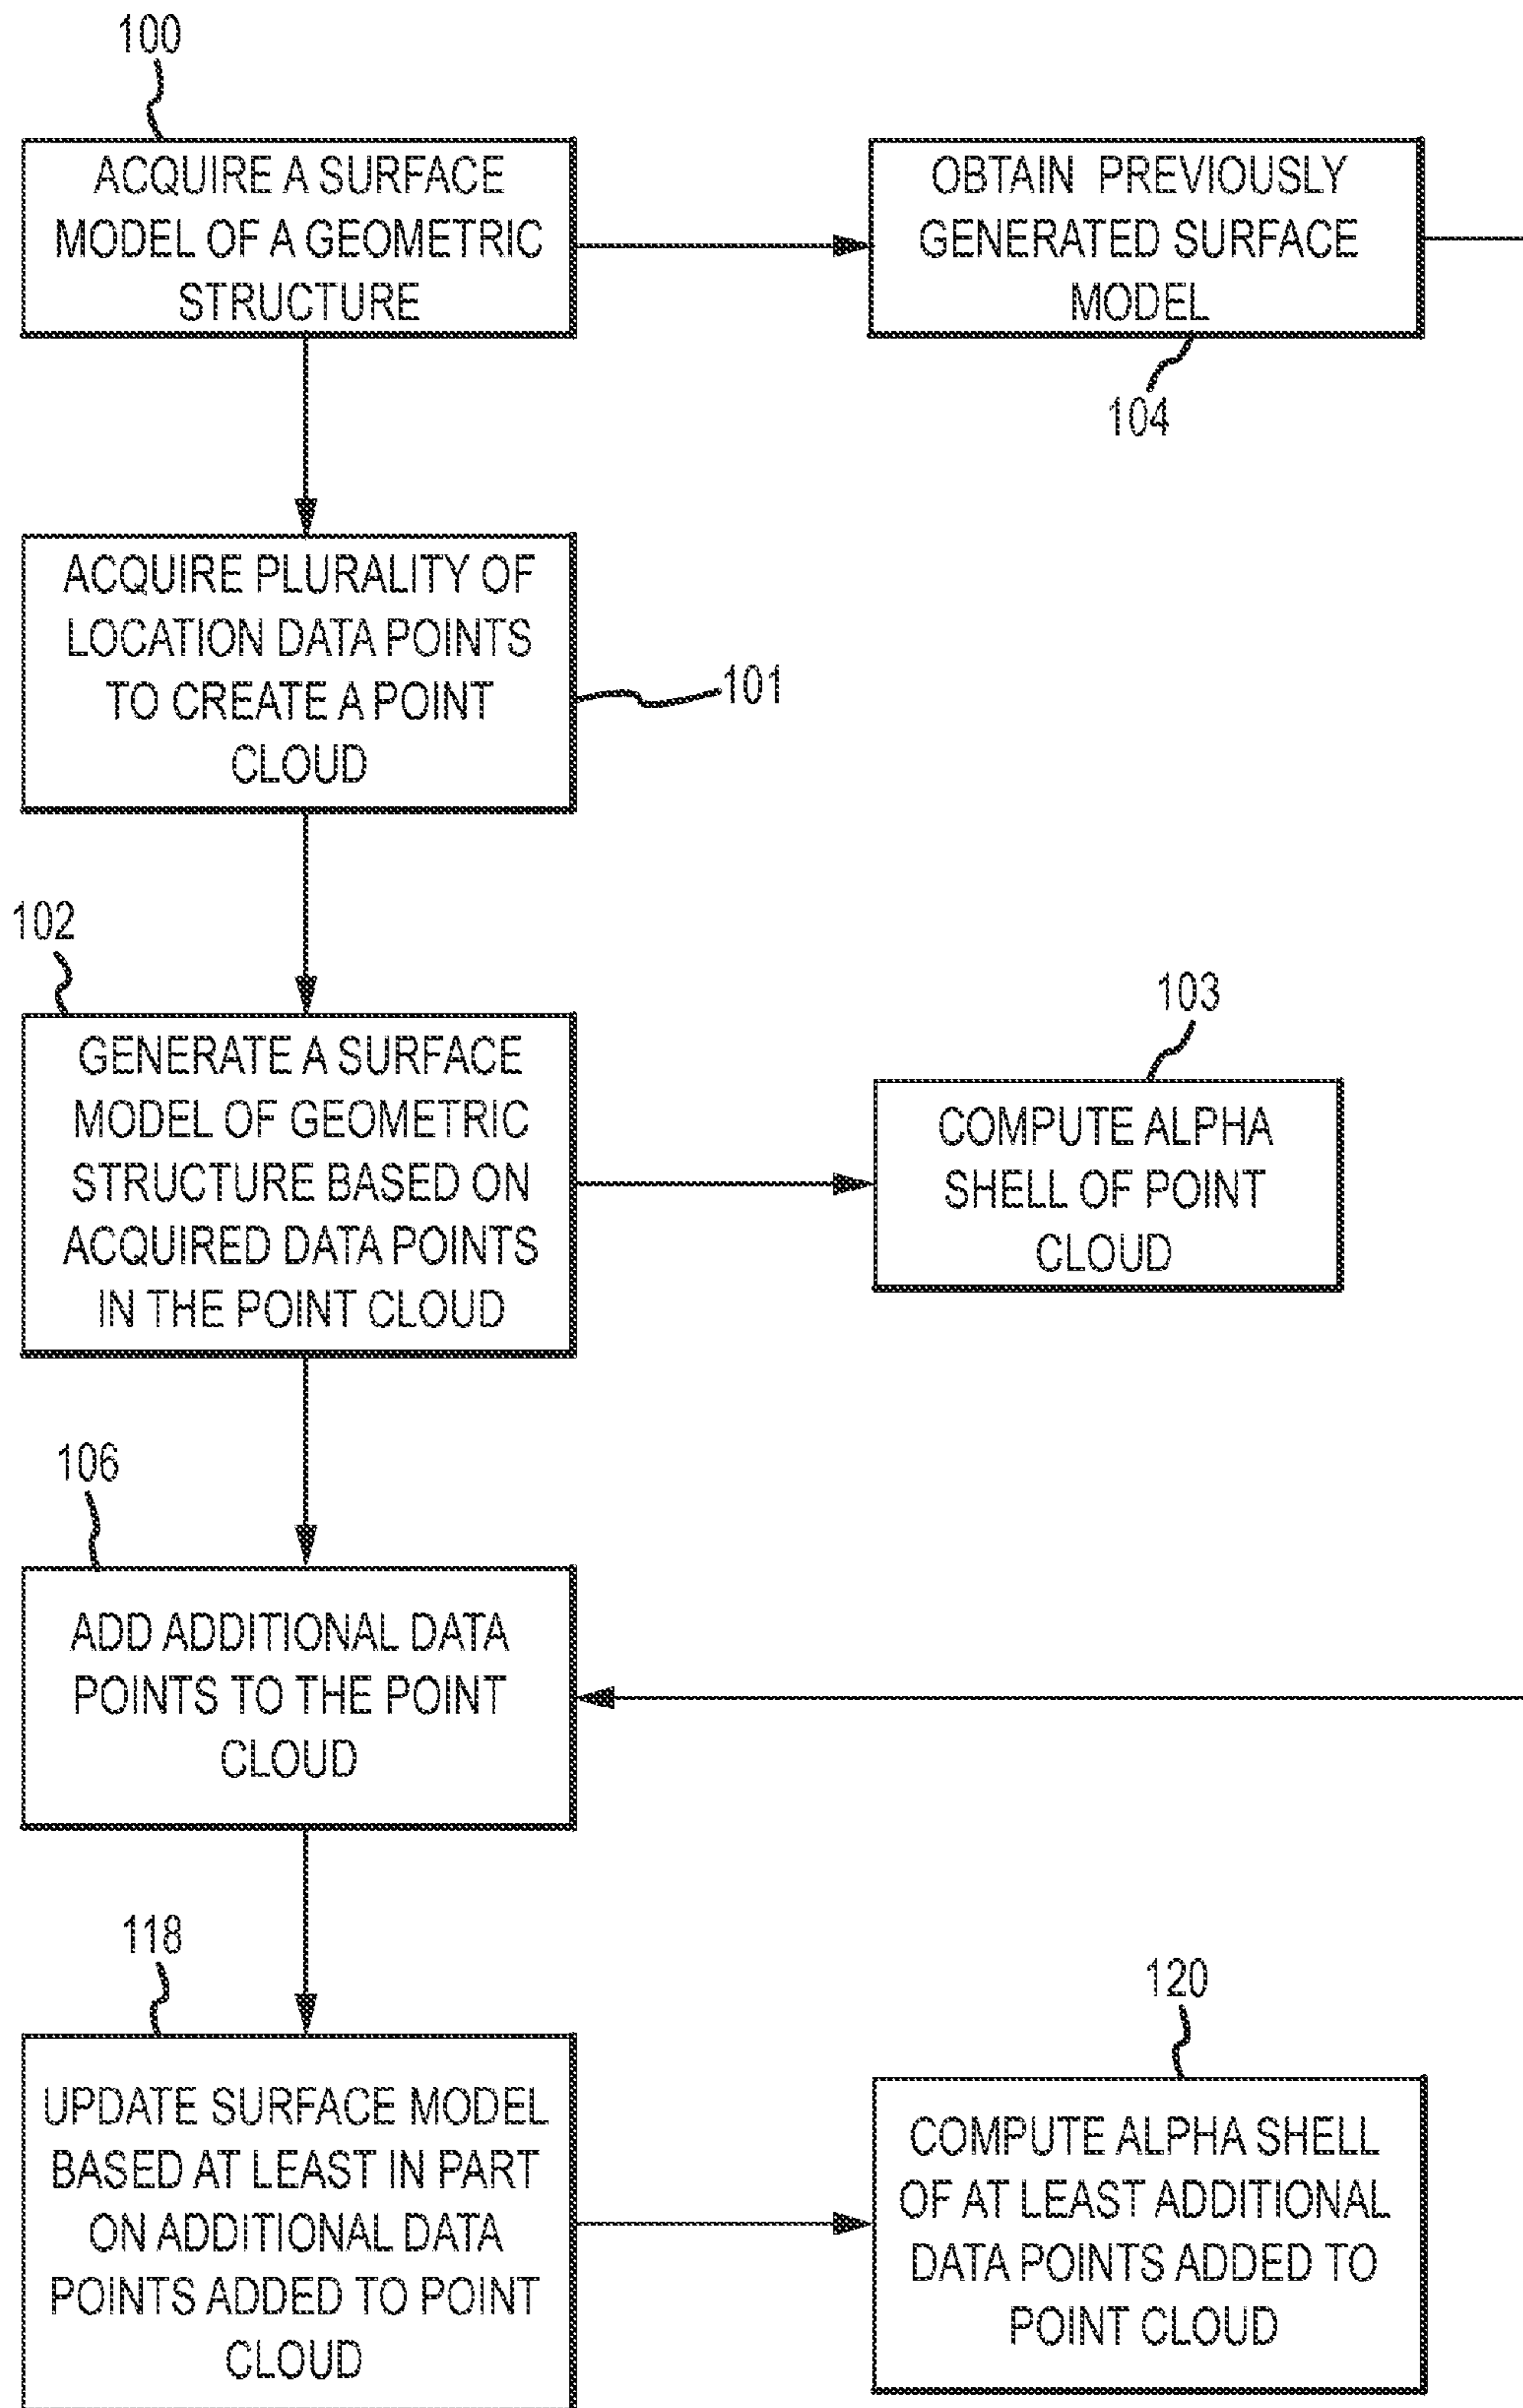 100
ACQUIRE A SURFACE
MODEL OF A GEOMETRIC
STRUCTURE
OBTAIN PREVIOUSLY
GENERATED SURFACE
MODEL
104
ACQUIRE PLURALITY OF
LOCATION DATA POINTS
TO CREATE A POINT
CLOUD
101
102
GENERATE A SURFACE
MODEL OF GEOMETRIC
STRUCTURE BASED ON
ACQUIRED DATA POINTS
IN THE POINT CLOUD
103
COMPUTE ALPHA
SHELL OF POINT
CLOUD
106
ADD ADDITIONAL DATA
POINTS TO THE POINT
CLOUD
118
UPDATE SURFACE MODEL
BASED AT LEAST IN PART
ON ADDITIONAL DATA
POINTS ADDED TO POINT
CLOUD
120
COMPUTE ALPHA SHELL
OF AT LEAST ADDITIONAL
DATA POINTS ADDED TO
POINT CLOUD